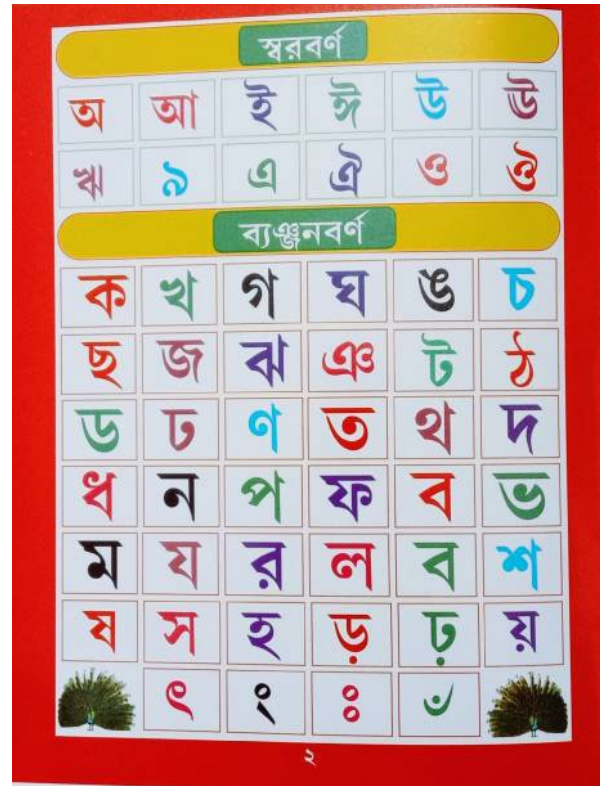 স্বরবর্ণ
অ আ ই ঈ উ ঊ
ঋ ঌ এ ঐ ও ঔ
ব্যঞ্জনবর্ণ
ক খ গ ঘ ঙ চ
ছ জ ঝ ঞ ট ঠ
ড ঢ ণ ত থ দ
ধ ন প ফ ব ভ
ম য র ল ব শ
ষ স হ ড় ঢ় য়
ৎ ং ঃ ঁ
২